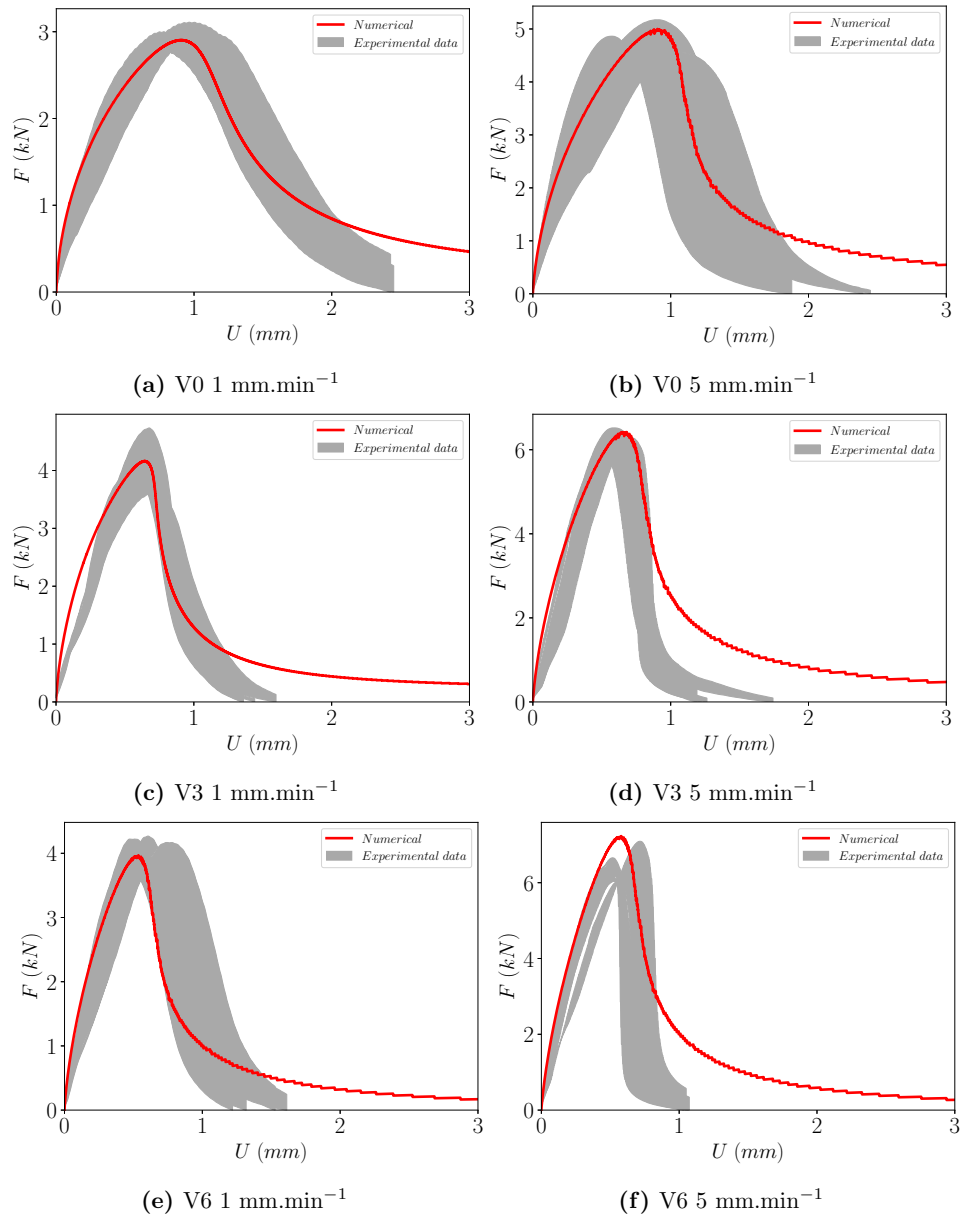 Numerical
Experimental data
F (kN)
3
2
1
0
0 1 2 3
U (mm)
(a) V0 1 mm.min⁻¹
Numerical
Experimental data
F (kN)
5
4
3
2
1
0
0 1 2 3
U (mm)
(b) V0 5 mm.min⁻¹
Numerical
Experimental data
F (kN)
4
3
2
1
0
0 1 2 3
U (mm)
(c) V3 1 mm.min⁻¹
Numerical
Experimental data
F (kN)
6
4
2
0
0 1 2 3
U (mm)
(d) V3 5 mm.min⁻¹
Numerical
Experimental data
F (kN)
4
3
2
1
0
0 1 2 3
U (mm)
(e) V6 1 mm.min⁻¹
Numerical
Experimental data
F (kN)
6
4
2
0
0 1 2 3
U (mm)
(f) V6 5 mm.min⁻¹